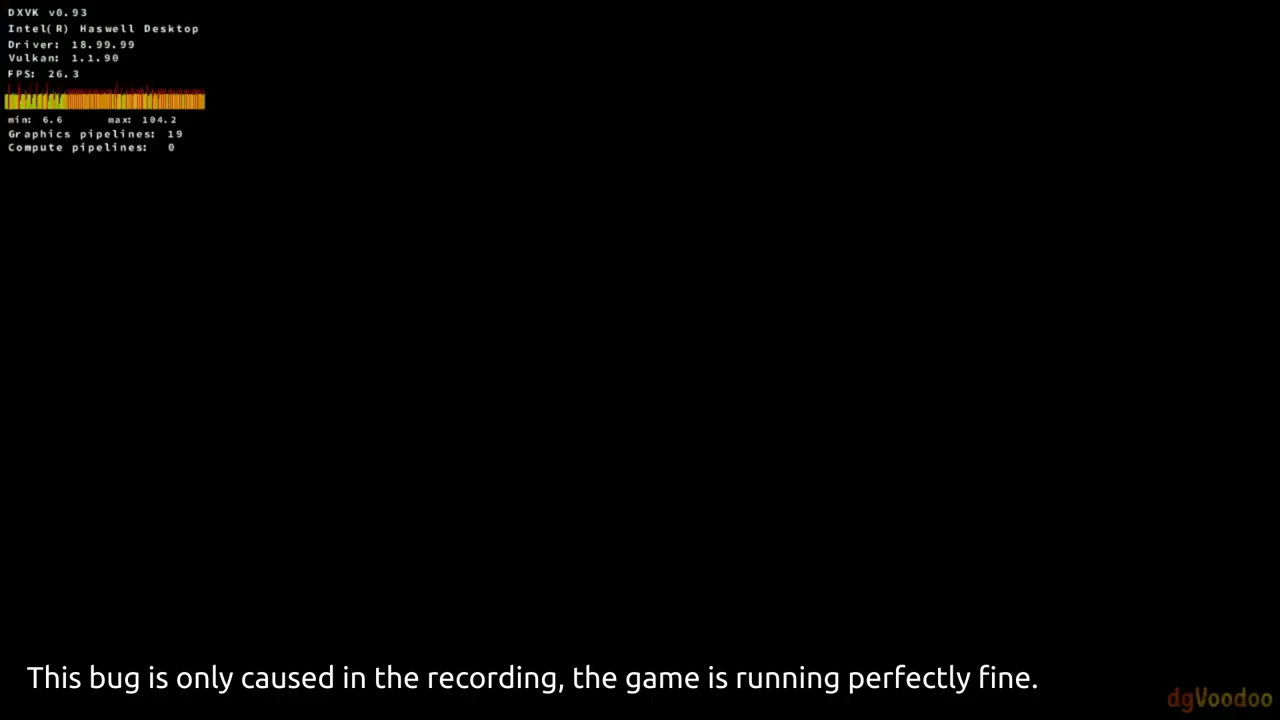 DXVK v0.93
Intel(R) Haswell Desktop
Driver: 18.99.99
Vulkan: 1.1.90
FPS: 26.3
min: 6.6 max: 104.2
Graphics pipelines: 19
Compute pipelines: 0
This bug is only caused in the recording, the game is running perfectly fine.
dgVoodoo